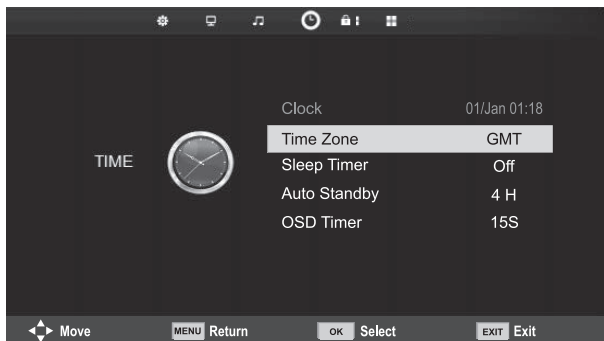 Clock 01/Jan 01:18
Time Zone GMT
TIME
Sleep Timer Off
Auto Standby 4 H
OSD Timer 15S
Move MENU Return OK Select EXIT Exit